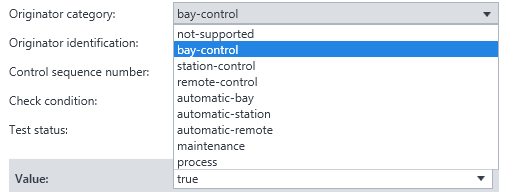 Originator category: bay-control
not-supported
Originator identification: bay-control
station-control
Control sequence number: remote-control
automatic-bay
Check condition: automatic-station
automatic-remote
Test status: maintenance
process
Value: true